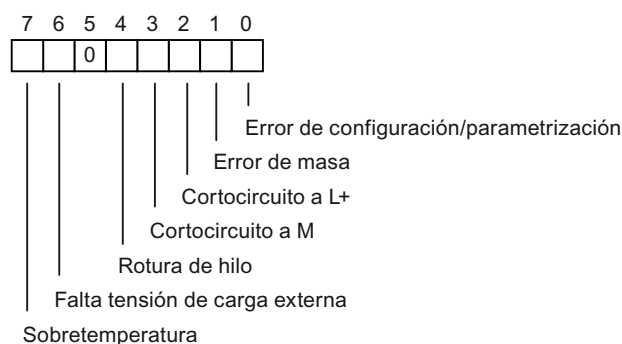 7 6 5 4 3 2 1 0
0
Error de configuración/parametrización
Error de masa
Cortocircuito a L+
Cortocircuito a M
Rotura de hilo
Falta tensión de carga externa
Sobretemperatura